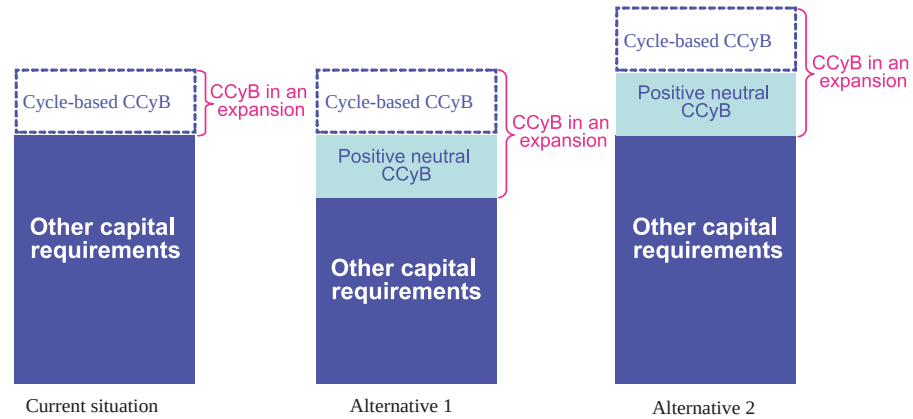 Cycle-based CCyB
CCyB in an
expansion
Other capital
requirements
Current situation
Cycle-based CCyB
Positive neutral
CCyB
CCyB in an
expansion
Other capital
requirements
Alternative 1
Cycle-based CCyB
Positive neutral
CCyB
CCyB in an
expansion
Other capital
requirements
Alternative 2